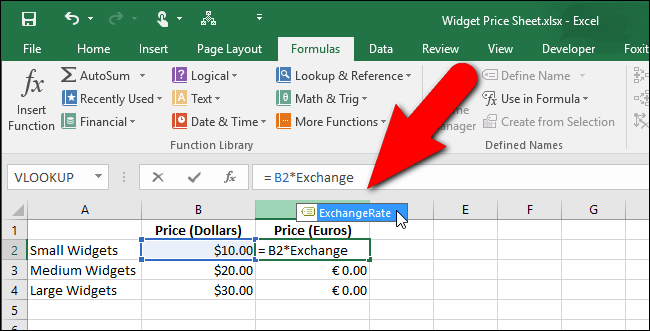 Widget Price Sheet.xlsx - Excel
File Home Insert Page Layout Formulas Data Review View Developer Foxit
AutoSum Logical Lookup & Reference Define Name
Recently Used Text Math & Trig Use in Formula
Financial Date & Time More Functions Create from Selection
fx
Insert
Function
Manager
Function Library Defined Names
VLOOKUP fx = B2*Exchange
ExchangeRate
A B E F G
1 Price (Dollars) Price (Euros)
2 Small Widgets $10.00 = B2*Exchange
3 Medium Widgets $20.00 € 0.00
4 Large Widgets $30.00 € 0.00
5
6